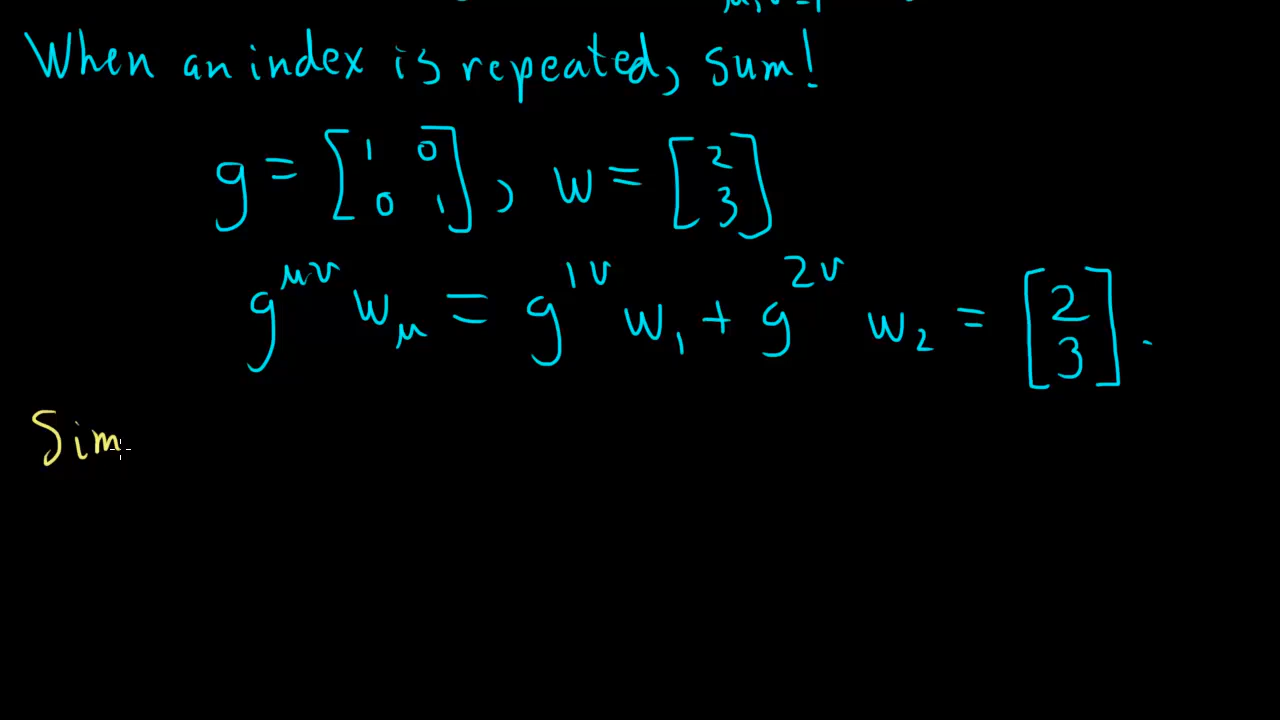 When an index is repeated, sum!
g = [1 0 0 1], w = [2 3]
g^{μν} w_μ = g^{1ν} w_1 + g^{2ν} w_2 = [2 3].
Sim